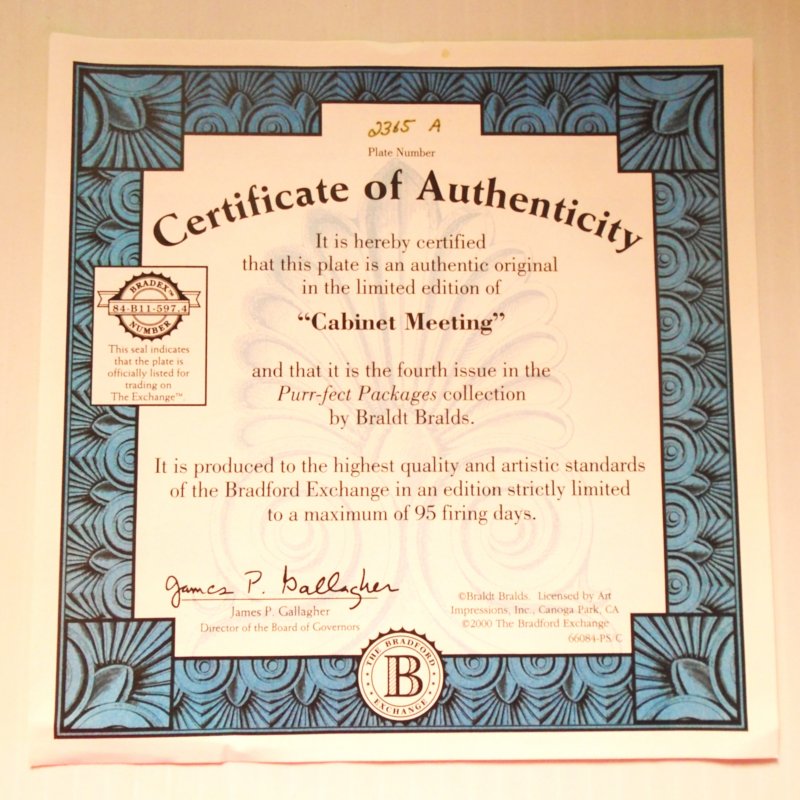 2365 A
Plate Number
Certificate of Authenticity
It is hereby certified
that this plate is an authentic original
in the limited edition of
“Cabinet Meeting”
and that it is the fourth issue in the
Purr-fect Packages collection
by Braldt Bralds.
BRADEX™
84-B11-597.4
NUMBER
This seal indicates
that the plate is
officially listed for
trading on
The Exchange™.
It is produced to the highest quality and artistic standards
of the Bradford Exchange in an edition strictly limited
to a maximum of 95 firing days.
James P. Gallagher
James P. Gallagher
Director of the Board of Governors
©Braldt Bralds. Licensed by Art
Impressions, Inc., Canoga Park, CA
©2000 The Bradford Exchange
66084-PS/C
THE BRADFORD
B
EXCHANGE